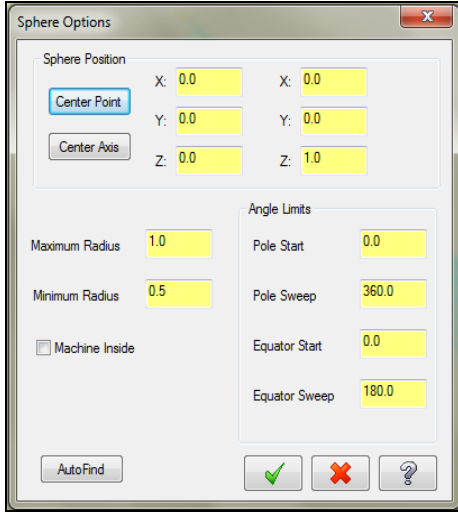 Sphere Options
Sphere Position
Center Point
X: 0.0 X: 0.0
Y: 0.0 Y: 0.0
Center Axis
Z: 0.0 Z: 1.0
Angle Limits
Maximum Radius 1.0 Pole Start 0.0
Minimum Radius 0.5 Pole Sweep 360.0
Machine Inside Equator Start 0.0
Equator Sweep 180.0
AutoFind